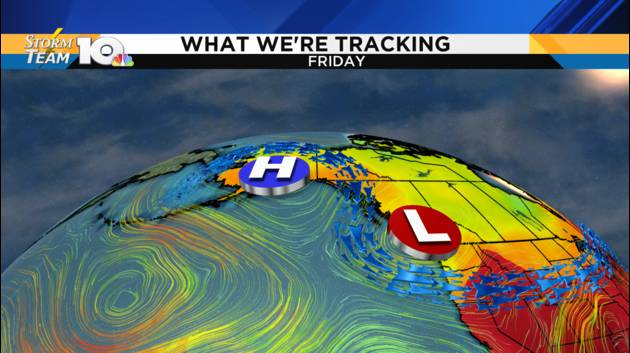 STORM
TEAM 10
WHAT WE'RE TRACKING
FRIDAY
H
L